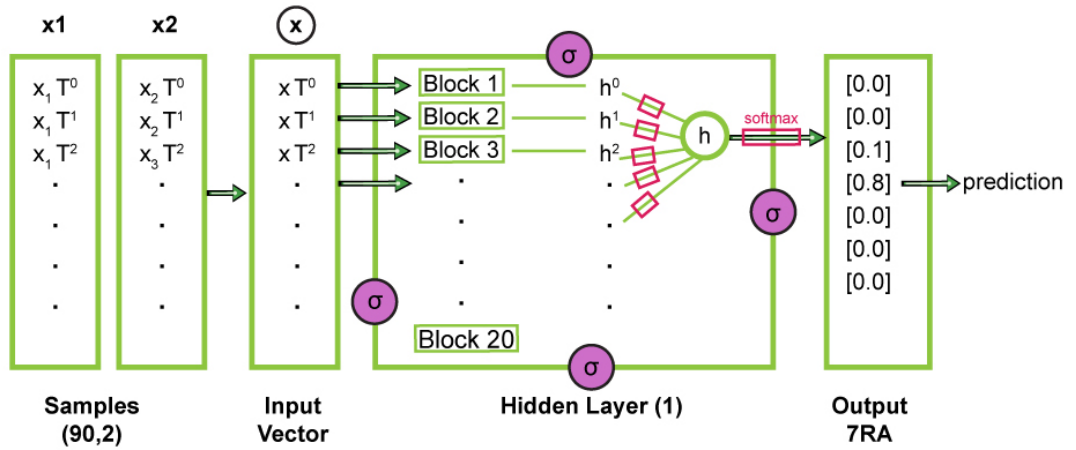 x1 x2 x
x₁ T⁰ x₂ T⁰ x T⁰ Block 1 h⁰ [0.0]
x₁ T¹ x₂ T¹ x T¹ Block 2 h¹ [0.0]
x₁ T² x₃ T² x T² Block 3 h² h softmax [0.1]
[0.8] prediction
[0.0]
[0.0]
[0.0]
Block 20
σ
σ
σ
σ
Samples
(90,2)
Input
Vector
Hidden Layer (1)
Output
7RA